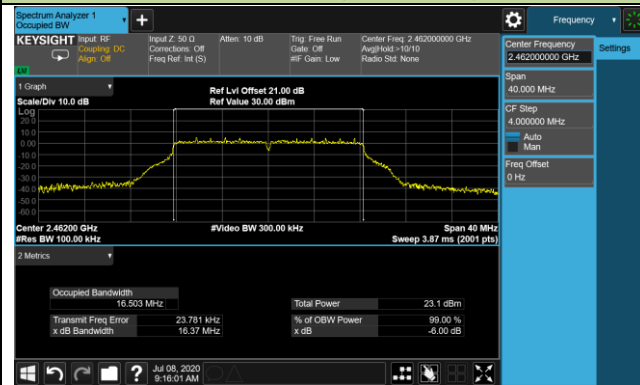 Spectrum Analyzer 1
Occupied BW
Frequency
KEYSIGHT
Input: RF
Coupling: DC
Align: Off
Input Z: 50 Ω
Corrections: Off
Freq Ref: Int (S)
Atten: 10 dB
Trig: Free Run
Gate: Off
#IF Gain: Low
Center Freq: 2.462000000 GHz
Avg|Hold:>10/10
Radio Std: None
Center Frequency
2.462000000 GHz
Settings
Span
40.000 MHz
CF Step
4.000000 MHz
Auto
Man
Freq Offset
0 Hz
1 Graph
Scale/Div 10.0 dB
Ref Lvl Offset 21.00 dB
Ref Value 30.00 dBm
Log
20.0
10.0
0.00
-10.0
-20.0
-30.0
-40.0
-50.0
-60.0
Center 2.46200 GHz
#Res BW 100.00 kHz
#Video BW 300.00 kHz
Span 40 MHz
Sweep 3.87 ms (2001 pts)
2 Metrics
Occupied Bandwidth
16.503 MHz
Total Power 23.1 dBm
Transmit Freq Error 23.781 kHz
% of OBW Power 99.00 %
x dB Bandwidth 16.37 MHz
x dB -6.00 dB
?
Jul 08, 2020
9:16:01 AM